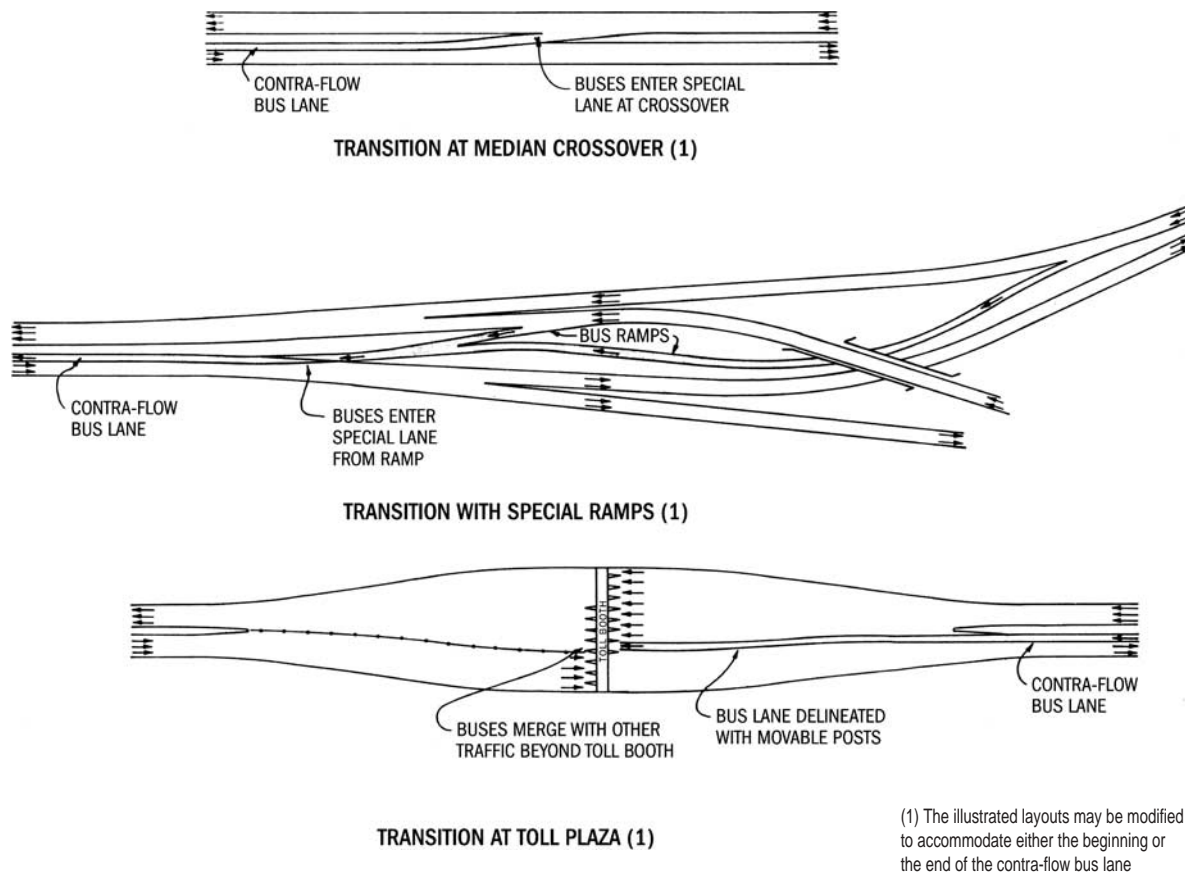 CONTRA-FLOW
BUS LANE
BUSES ENTER SPECIAL
LANE AT CROSSOVER
TRANSITION AT MEDIAN CROSSOVER (1)
BUS RAMPS
CONTRA-FLOW
BUS LANE
BUSES ENTER
SPECIAL LANE
FROM RAMP
TRANSITION WITH SPECIAL RAMPS (1)
TOLL BOOTH
BUSES MERGE WITH OTHER
TRAFFIC BEYOND TOLL BOOTH
BUS LANE DELINEATED
WITH MOVABLE POSTS
CONTRA-FLOW
BUS LANE
TRANSITION AT TOLL PLAZA (1)
(1) The illustrated layouts may be modified
to accommodate either the beginning or
the end of the contra-flow bus lane